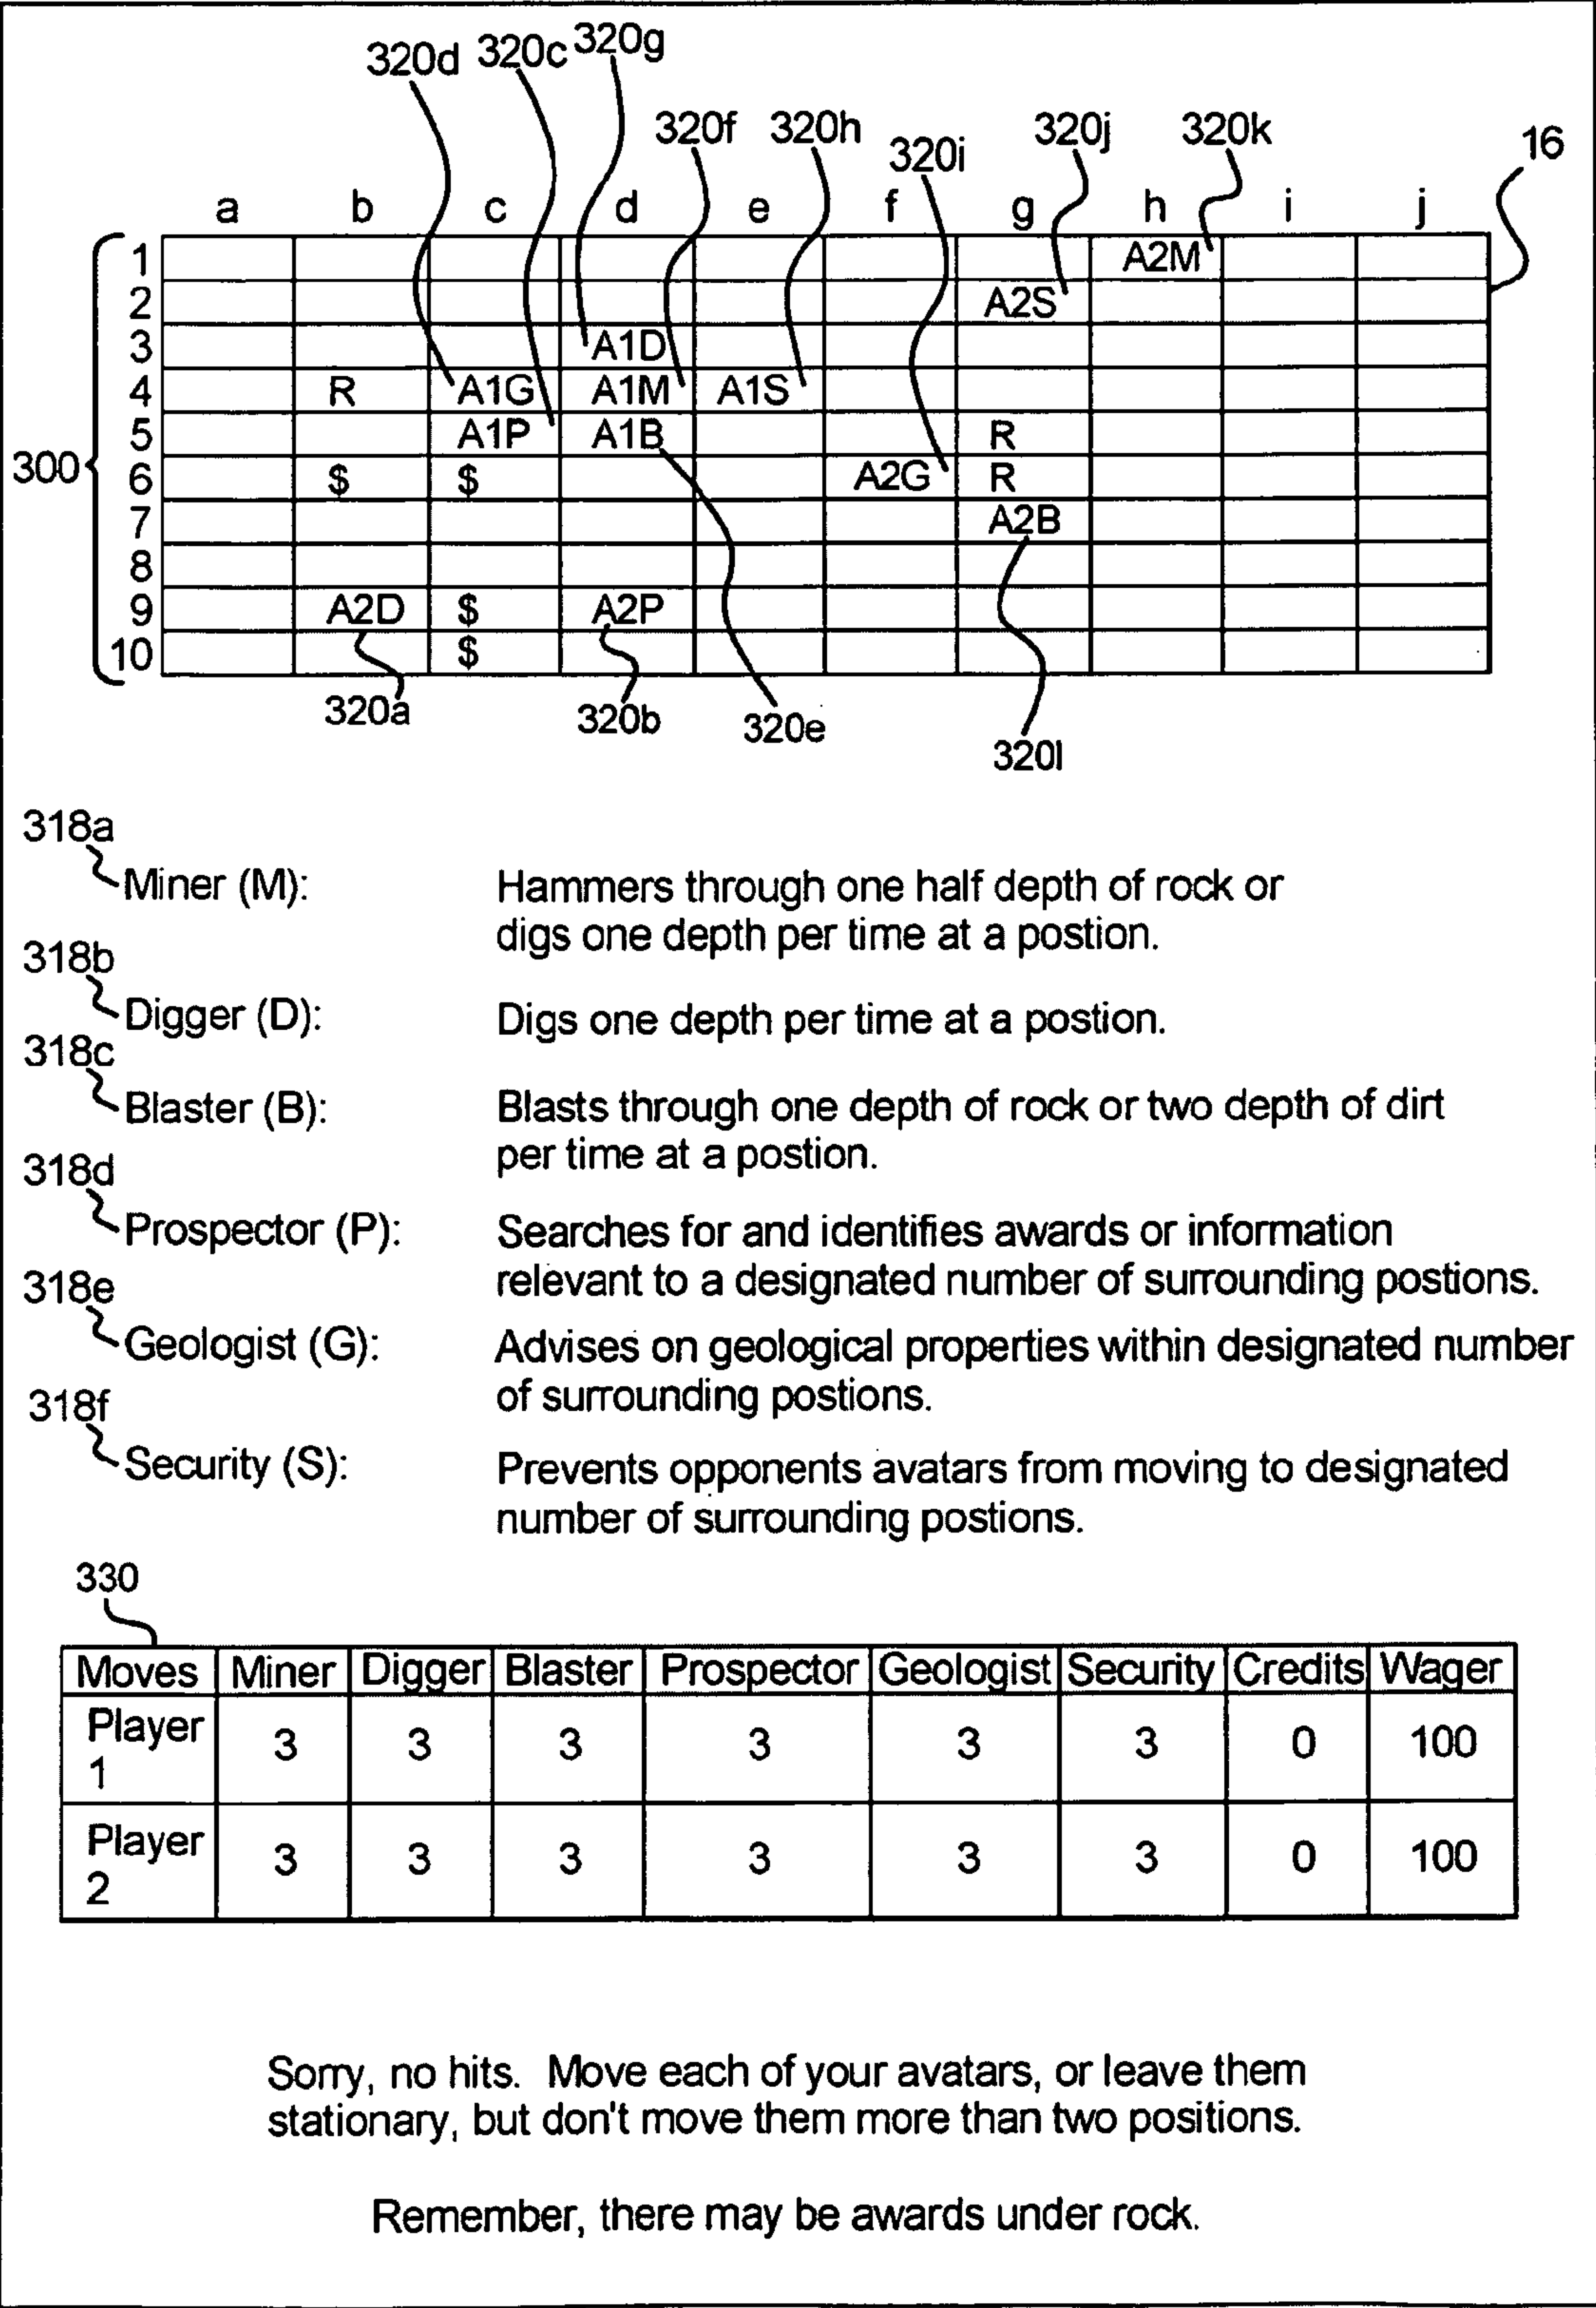 320d 320c 320g
320f 320h 320i 320j 320k 16
a b c d e f g h i j
300
1 A2M
2 A2S
3 A1D
4 R A1G A1M A1S
5 A1P A1B R
6 $ $ A2G R
7 A2B
8
9 A2D $ A2P
10 $
320a 320b 320e 320l
318a
Miner (M): Hammers through one half depth of rock or
digs one depth per time at a postion.
318b
Digger (D): Digs one depth per time at a postion.
318c
Blaster (B): Blasts through one depth of rock or two depth of dirt
per time at a postion.
318d
Prospector (P): Searches for and identifies awards or information
relevant to a designated number of surrounding postions.
318e
Geologist (G): Advises on geological properties within designated number
of surrounding postions.
318f
Security (S): Prevents opponents avatars from moving to designated
number of surrounding postions.
330
Moves Miner Digger Blaster Prospector Geologist Security Credits Wager
Player
1 3 3 3 3 3 3 0 100
Player
2 3 3 3 3 3 3 0 100
Sorry, no hits. Move each of your avatars, or leave them
stationary, but don't move them more than two positions.
Remember, there may be awards under rock.